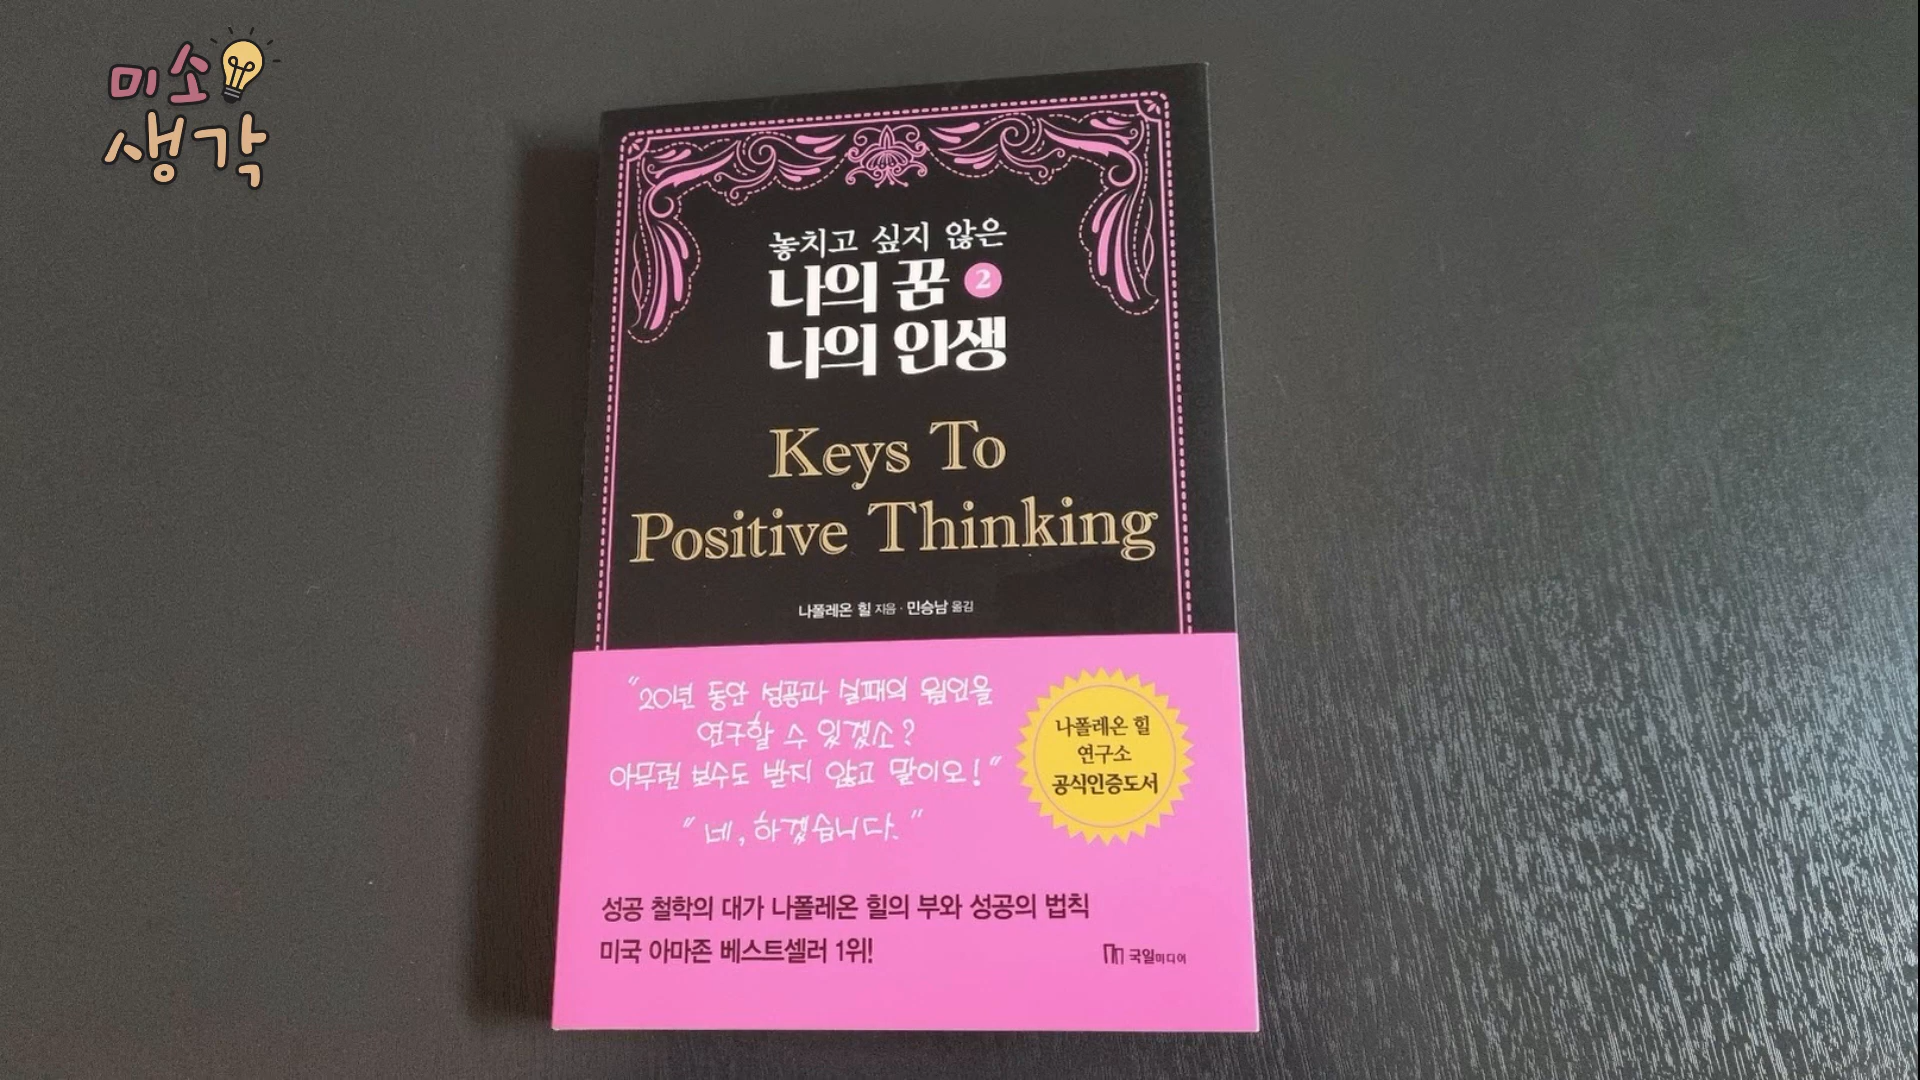 미소
생각
놓치고 싶지 않은
나의 꿈 2
나의 인생
Keys To
Positive Thinking
나폴레온 힐 지음 · 민승남 옮김
"20년 동안 성공과 실패의 원인을
연구할 수 있겠소?
아무런 보수도 받지 않고 말이오!"
"네, 하겠습니다."
나폴레온 힐
연구소
공식인증도서
성공 철학의 대가 나폴레온 힐의 부와 성공의 법칙
미국 아마존 베스트셀러 1위!
국일미디어